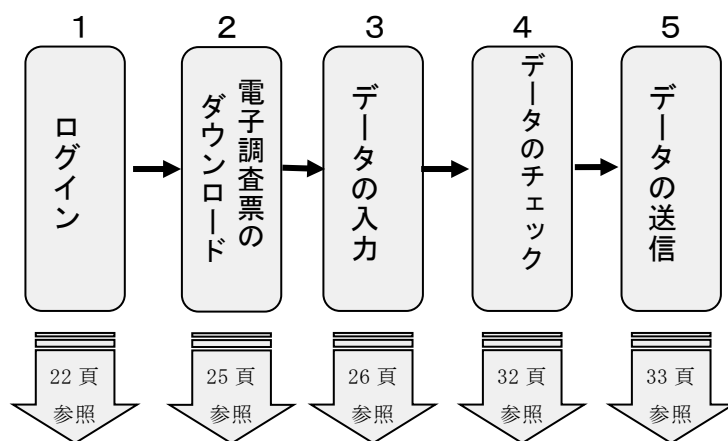 1
ログイン
22 頁
参照
2
電子調査票の
ダウンロード
25 頁
参照
3
データの入力
26 頁
参照
4
データのチェック
32 頁
参照
5
データの送信
33 頁
参照